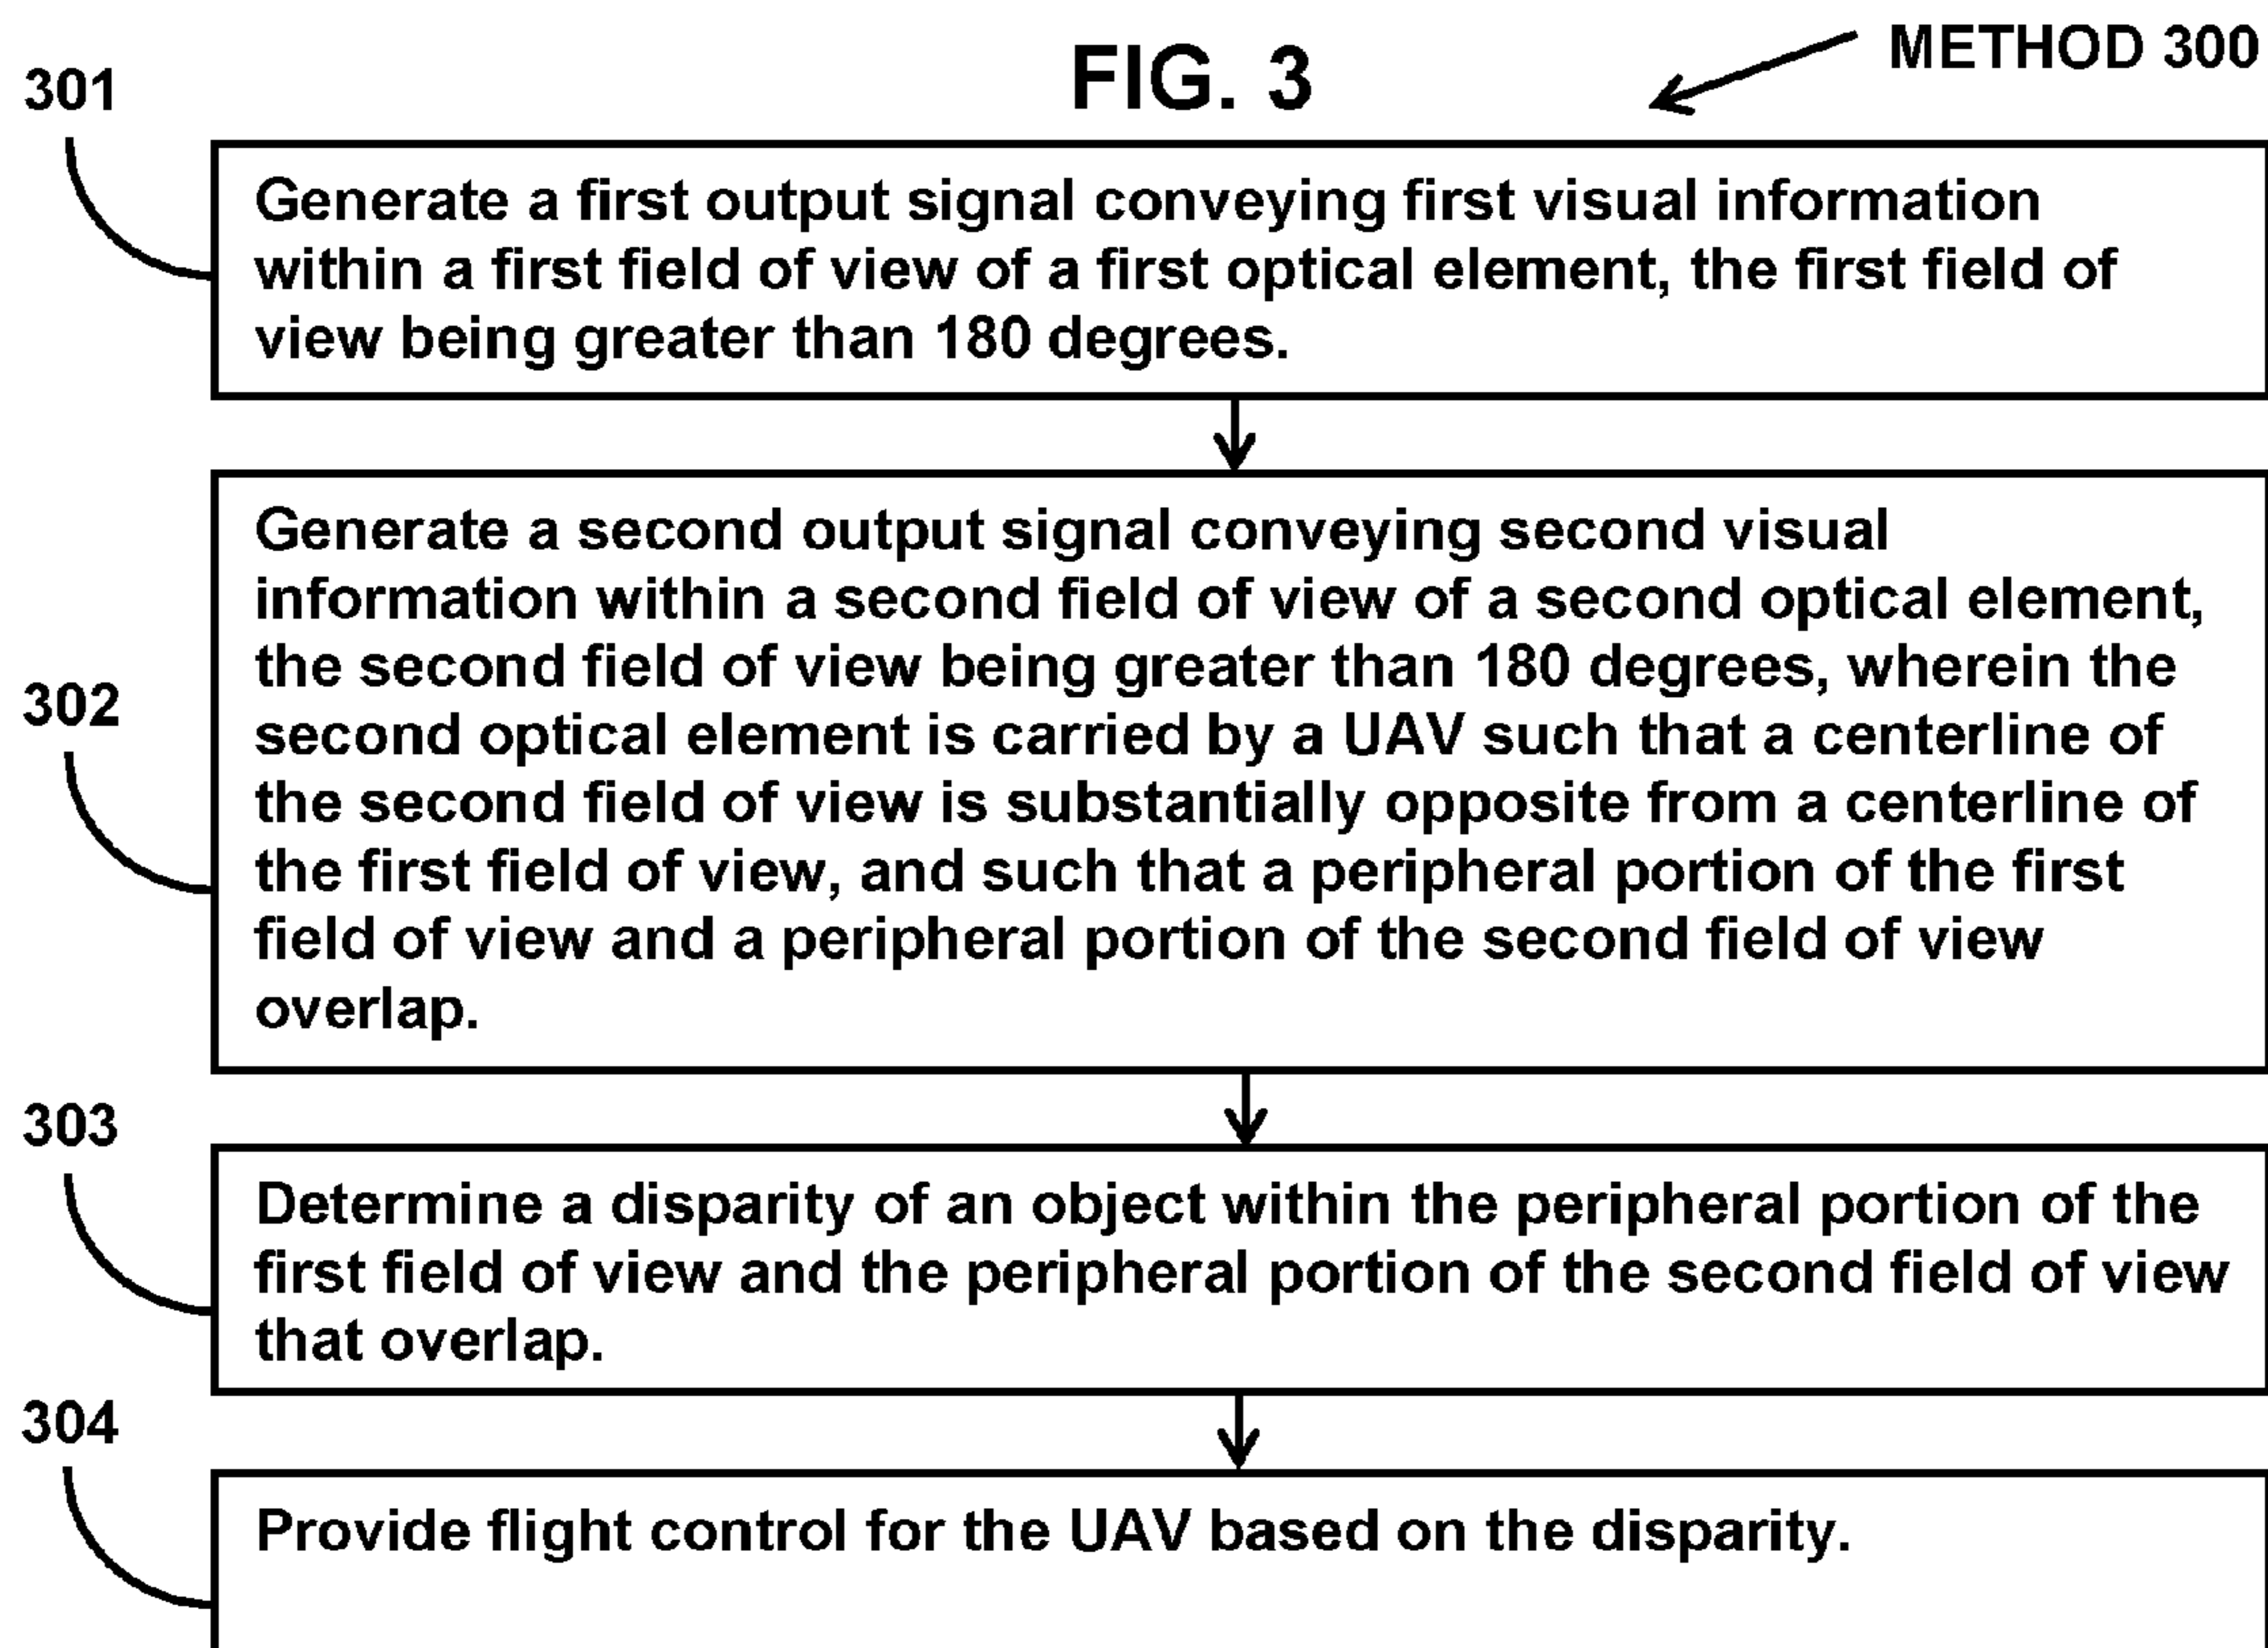 FIG. 3
METHOD 300
301
Generate a first output signal conveying first visual information
within a first field of view of a first optical element, the first field of
view being greater than 180 degrees.
302
Generate a second output signal conveying second visual
information within a second field of view of a second optical element,
the second field of view being greater than 180 degrees, wherein the
second optical element is carried by a UAV such that a centerline of
the second field of view is substantially opposite from a centerline of
the first field of view, and such that a peripheral portion of the first
field of view and a peripheral portion of the second field of view
overlap.
303
Determine a disparity of an object within the peripheral portion of the
first field of view and the peripheral portion of the second field of view
that overlap.
304
Provide flight control for the UAV based on the disparity.